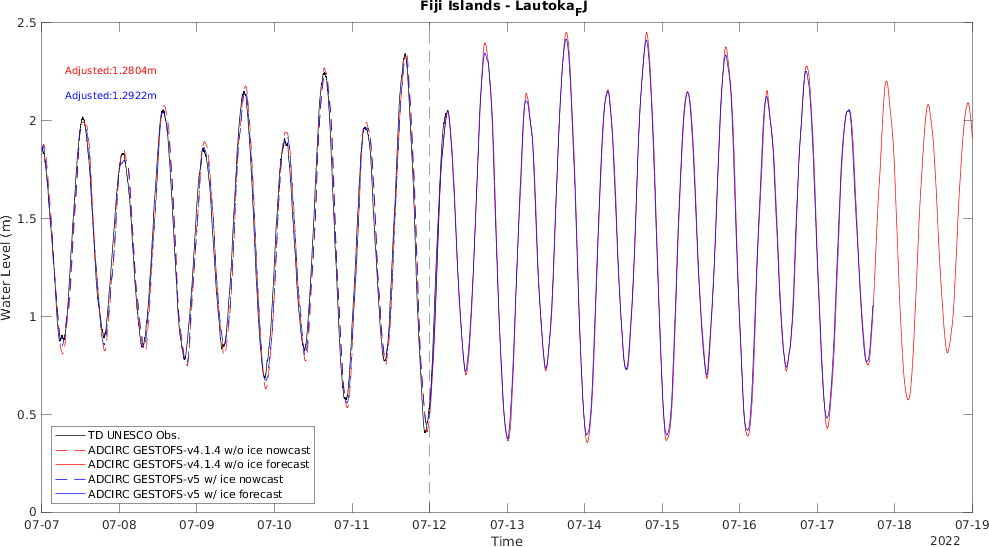 Fiji Islands - Lautoka_FJ
Adjusted:1.2804m
Adjusted:1.2922m
Water Level (m)
2.5
2
1.5
1
0.5
0
TD UNESCO Obs.
ADCIRC GESTOFS-v4.1.4 w/o ice nowcast
ADCIRC GESTOFS-v4.1.4 w/o ice forecast
ADCIRC GESTOFS-v5 w/ ice nowcast
ADCIRC GESTOFS-v5 w/ ice forecast
07-07 07-08 07-09 07-10 07-11 07-12 07-13 07-14 07-15 07-16 07-17 07-18 07-19
Time
2022